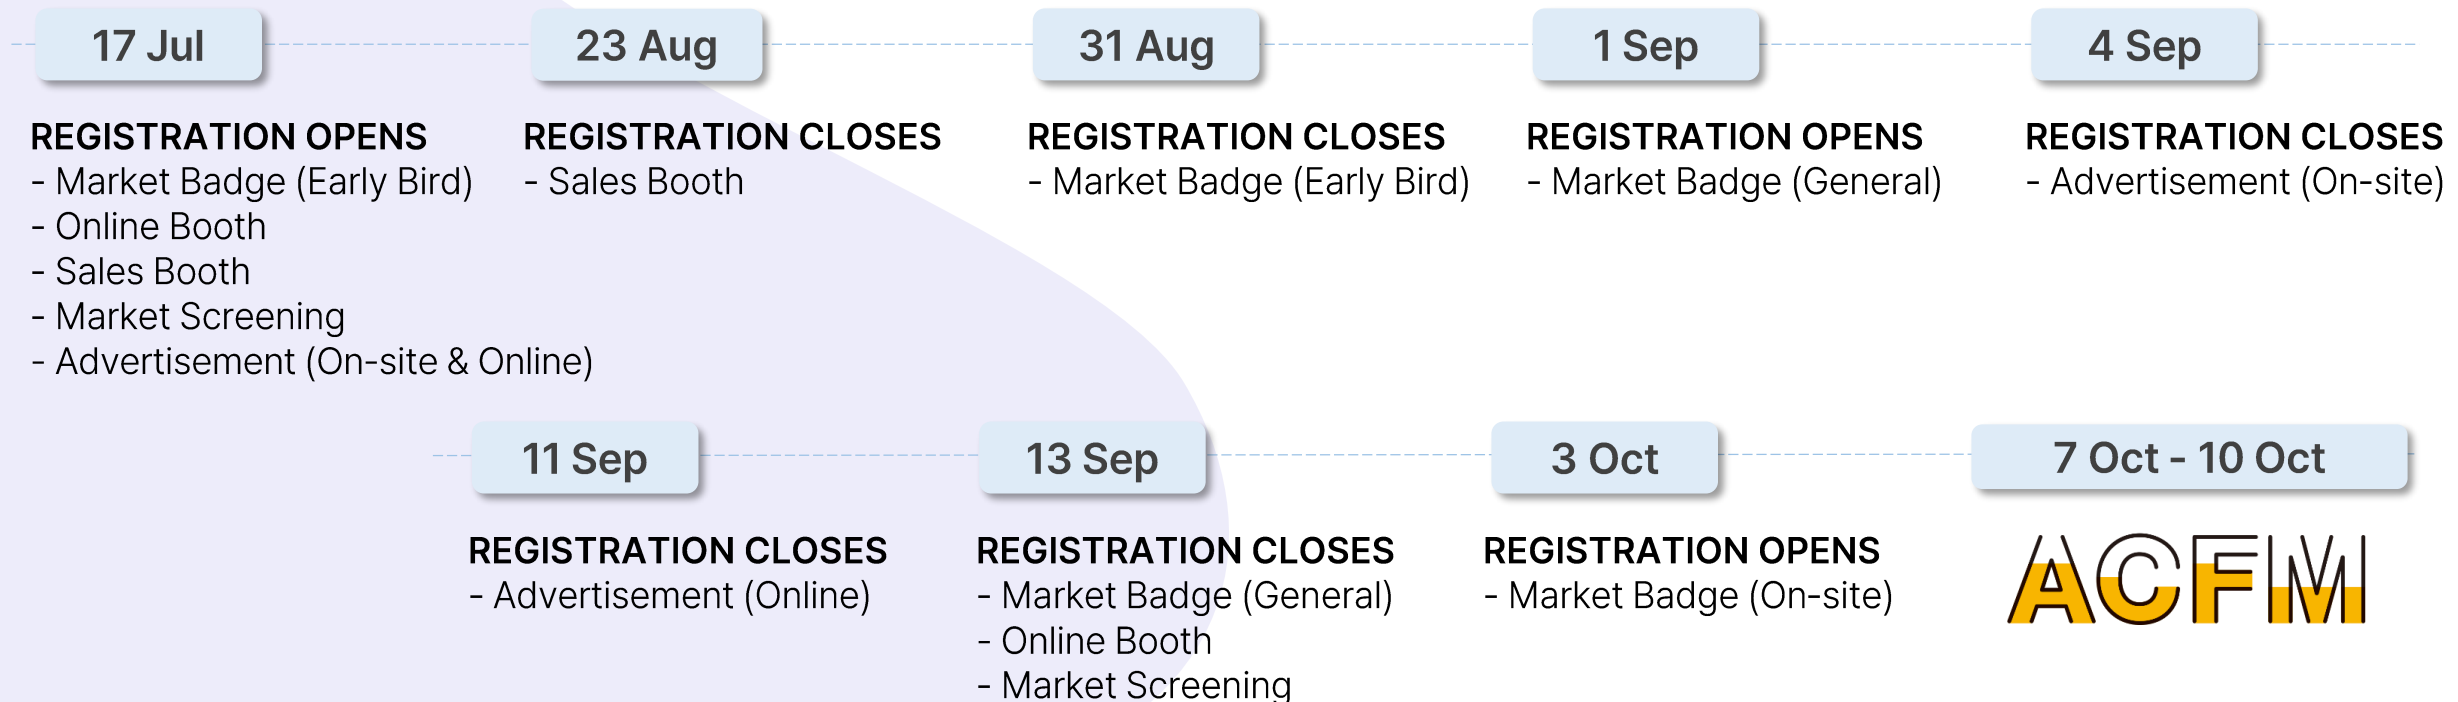 17 Jul
REGISTRATION OPENS
- Market Badge (Early Bird)
- Online Booth
- Sales Booth
- Market Screening
- Advertisement (On-site & Online)
23 Aug
REGISTRATION CLOSES
- Sales Booth
31 Aug
REGISTRATION CLOSES
- Market Badge (Early Bird)
1 Sep
REGISTRATION OPENS
- Market Badge (General)
4 Sep
REGISTRATION CLOSES
- Advertisement (On-site)
11 Sep
REGISTRATION CLOSES
- Advertisement (Online)
13 Sep
REGISTRATION CLOSES
- Market Badge (General)
- Online Booth
- Market Screening
3 Oct
REGISTRATION OPENS
- Market Badge (On-site)
7 Oct - 10 Oct
ACFM